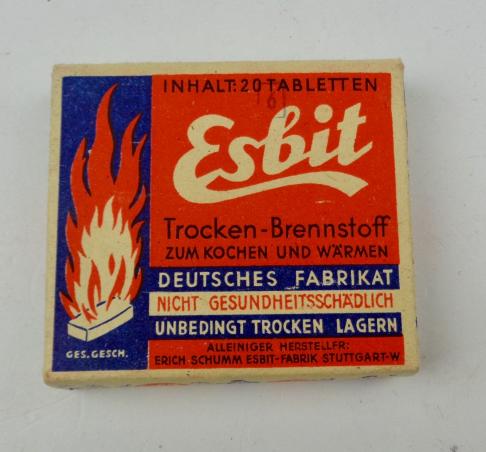 INHALT: 20 TABLETTEN
Esbit
Trocken-Brennstoff
ZUM KOCHEN UND WÄRMEN
DEUTSCHES FABRIKAT
NICHT GESUNDHEITSSCHÄDLICH
UNBEDINGT TROCKEN LAGERN
ALLEINIGER HERSTELLER:
ERICH SCHUMM ESBIT-FABRIK STUTTGART-W
GES. GESCH.